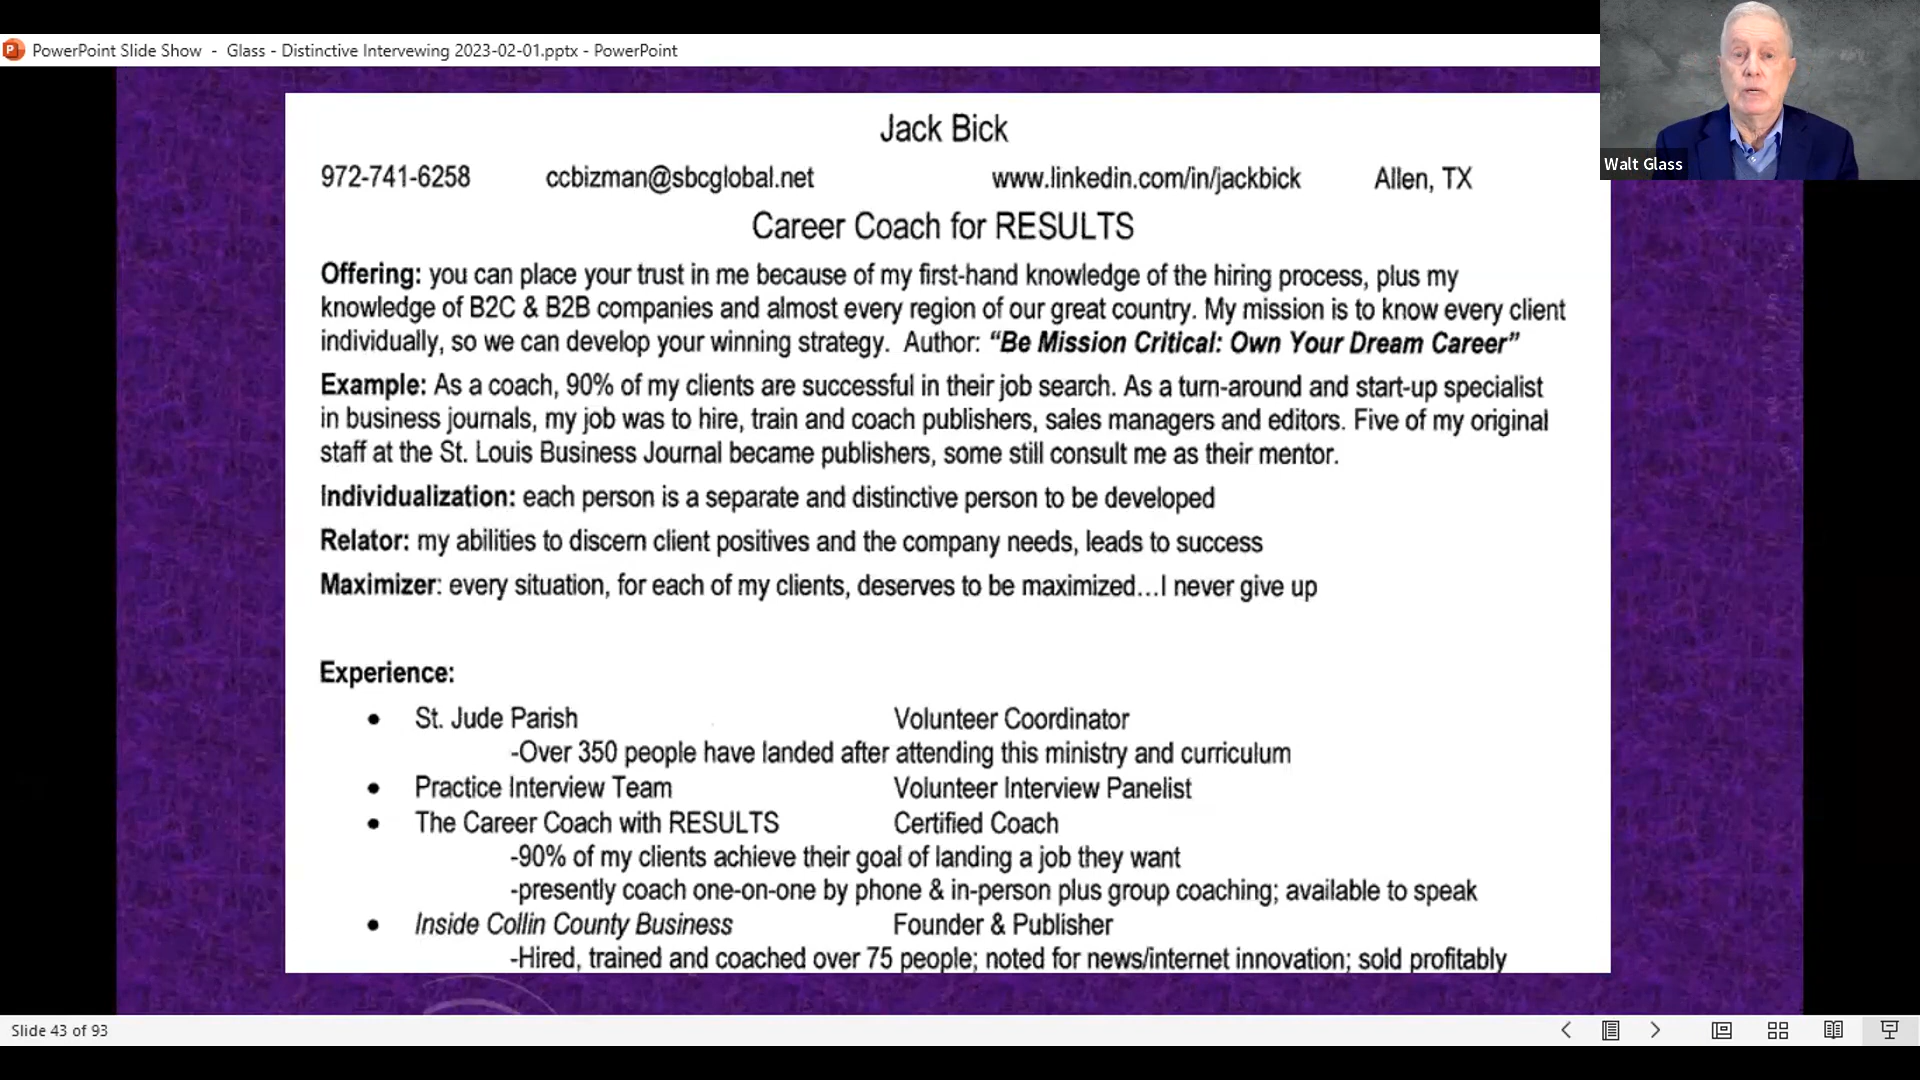 PowerPoint Slide Show - Glass - Distinctive Intervewing 2023-02-01.pptx - PowerPoint
Walt Glass
Jack Bick
972-741-6258 ccbizman@sbcglobal.net www.linkedin.com/in/jackbick Allen, TX
Career Coach for RESULTS
Offering: you can place your trust in me because of my first-hand knowledge of the hiring process, plus my
knowledge of B2C & B2B companies and almost every region of our great country. My mission is to know every client
individually, so we can develop your winning strategy. Author: “Be Mission Critical: Own Your Dream Career”
Example: As a coach, 90% of my clients are successful in their job search. As a turn-around and start-up specialist
in business journals, my job was to hire, train and coach publishers, sales managers and editors. Five of my original
staff at the St. Louis Business Journal became publishers, some still consult me as their mentor.
Individualization: each person is a separate and distinctive person to be developed
Relator: my abilities to discern client positives and the company needs, leads to success
Maximizer: every situation, for each of my clients, deserves to be maximized...I never give up
Experience:
• St. Jude Parish Volunteer Coordinator
-Over 350 people have landed after attending this ministry and curriculum
• Practice Interview Team Volunteer Interview Panelist
• The Career Coach with RESULTS Certified Coach
-90% of my clients achieve their goal of landing a job they want
-presently coach one-on-one by phone & in-person plus group coaching; available to speak
• Inside Collin County Business Founder & Publisher
-Hired, trained and coached over 75 people; noted for news/internet innovation; sold profitably
Slide 43 of 93